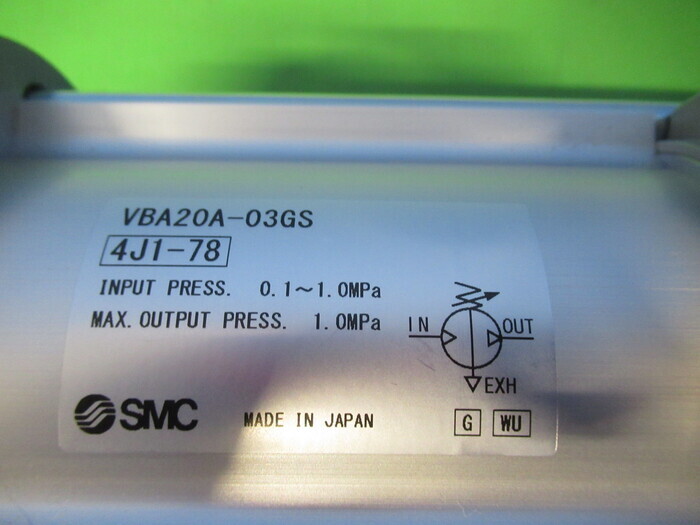 VBA20A-03GS
4J1-78
INPUT PRESS. 0.1~1.0MPa
MAX. OUTPUT PRESS. 1.0MPa
IN OUT
EXH
SMC MADE IN JAPAN G WU